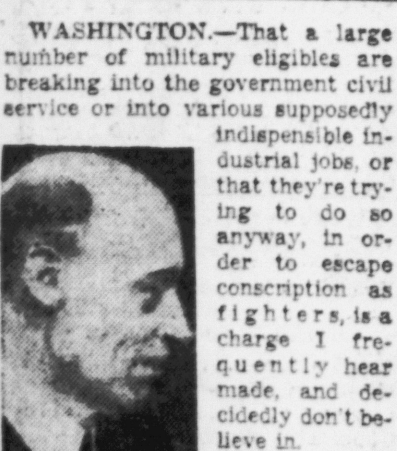 WASHINGTON.—That a large
number of military eligibles are
breaking into the government civil
service or into various supposedly
indispensible in-
dustrial jobs, or
that they're try-
ing to do so
anyway, in or-
der to escape
conscription as
fighters, is a
charge I fre-
quently hear
made, and de-
cidedly don't be-
lieve in.